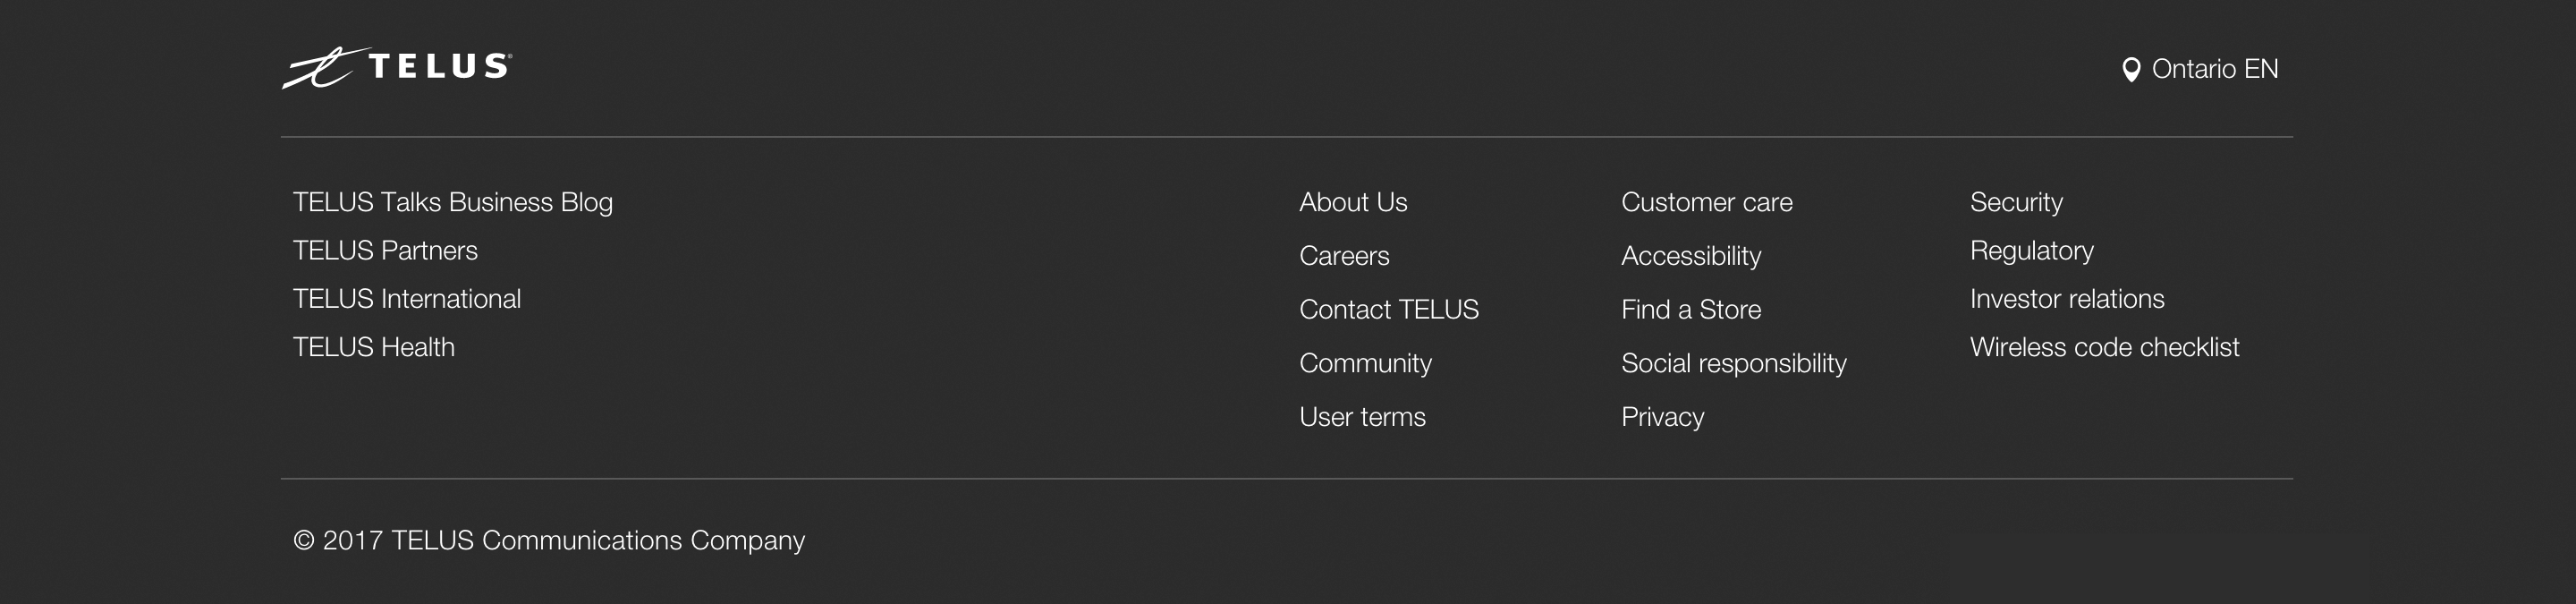 TELUS®
Ontario EN
TELUS Talks Business Blog
TELUS Partners
TELUS International
TELUS Health
About Us
Careers
Contact TELUS
Community
User terms
Customer care
Accessibility
Find a Store
Social responsibility
Privacy
Security
Regulatory
Investor relations
Wireless code checklist
© 2017 TELUS Communications Company